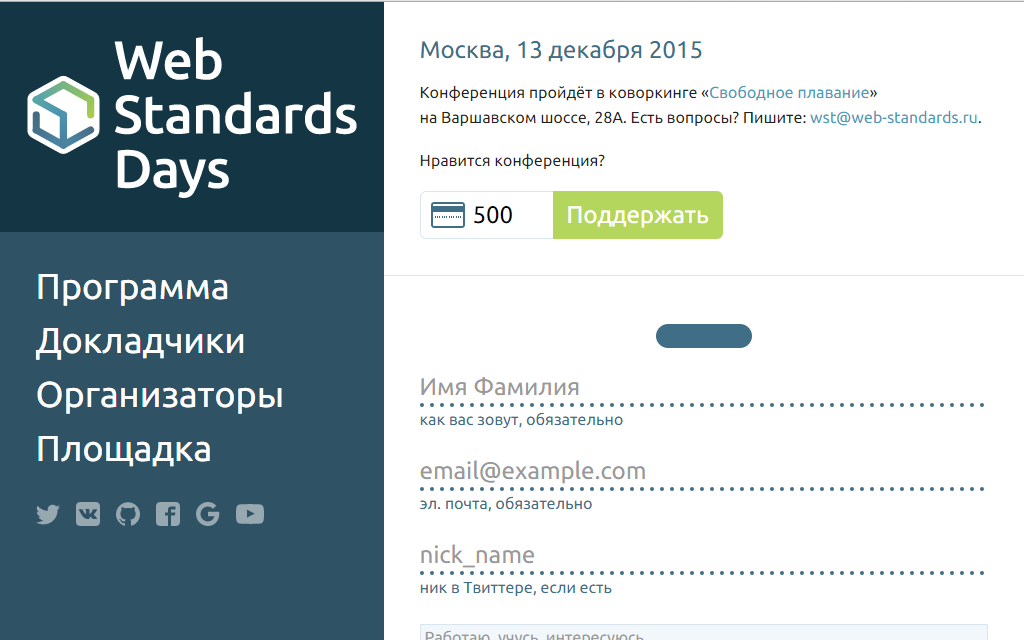 Web
Standards
Days
Программа
Докладчики
Организаторы
Площадка
Москва, 13 декабря 2015
Конференция пройдёт в коворкинге «Свободное плавание»
на Варшавском шоссе, 28А. Есть вопросы? Пишите: wst@web-standards.ru.
Нравится конференция?
500 Поддержать
Имя Фамилия
как вас зовут, обязательно
email@example.com
эл. почта, обязательно
nick_name
ник в Твиттере, если есть
Работаю, учусь, интересуюсь